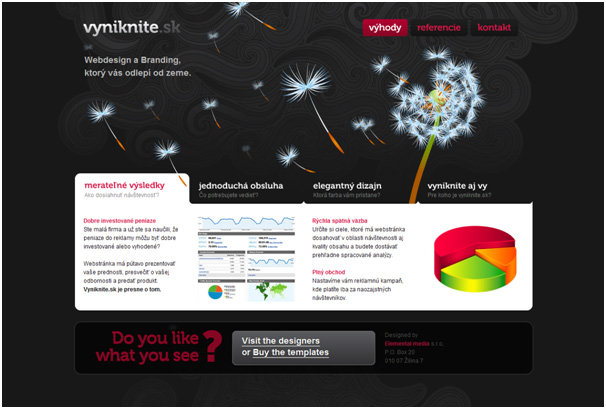 vyniknite.sk
výhody
referencie
kontakt
Webdesign a Branding,
ktorý vás odlepí od zeme.
merateľné výsledky
Ako dosiahnuť návštevnosť?
jednoduchá obsluha
Čo potrebujete vedieť?
elegantný dizajn
Ktorá farba vám pristane?
vyniknite aj vy
Pre koho je vyniknite.sk?
Dobre investované peniaze
Ste malá firma a už ste sa naučili, že
peniaze do reklamy môžu byť dobre
investované alebo vyhodené?
Webstránka má pútavo prezentovať
vaše prednosti, presvečiť o vašej
odbornosti a predať produkt.
Vyniknite.sk je presne o tom.
Rýchla spätná väzba
Určite si ciele, ktoré má webstránka
dosahovať v oblasti návštevnosti aj
kvality obsahu a budete dostávať
prehľadne spracované analýzy.
Plný obchod
Nastavíme vám reklamnú kampaň,
kde platíte iba za naozajstných
návštevníkov.
Do you like
what you see ?
Visit the designers
or Buy the templates
Designed by
Elemental media s.r.o.
P.O. Box 20
010 07 Žilina 7